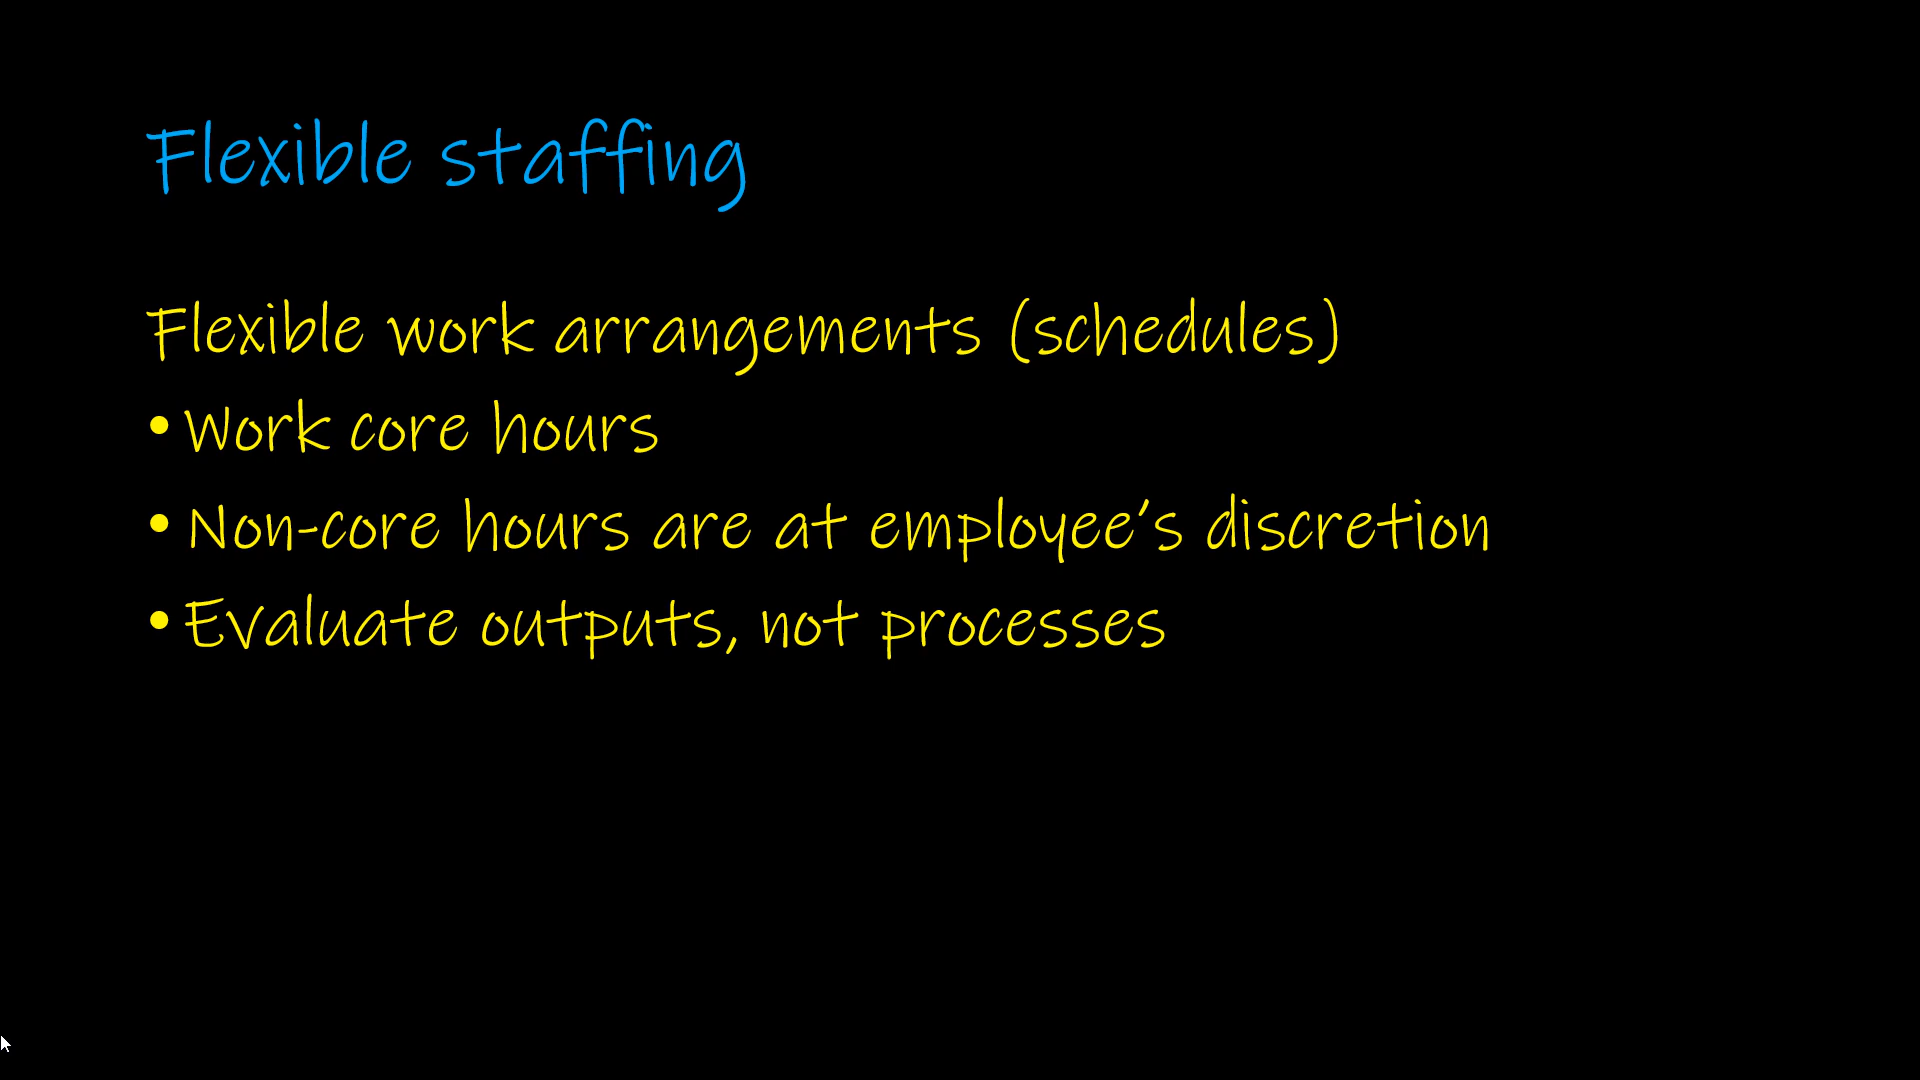 Flexible staffing
Flexible work arrangements (schedules)
• Work core hours
• Non-core hours are at employee's discretion
• Evaluate outputs, not processes